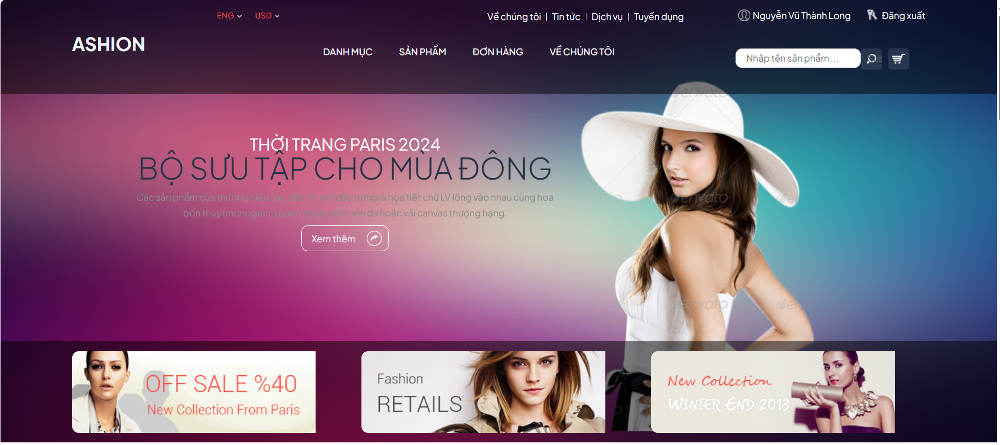 ENG USD Về chúng tôi Tin tức Dịch vụ Tuyển dụng Nguyễn Vũ Thành Long Đăng xuất
ASHION DANH MỤC SẢN PHẨM ĐƠN HÀNG VỀ CHÚNG TÔI Nhập tên sản phẩm ...
THỜI TRANG PARIS 2024
BỘ SƯU TẬP CHO MÙA ĐÔNG
Các sản phẩm của thương hiệu này đều có nét đặc trưng là họa tiết chữ LV lồng vào nhau cùng hoa
bốn thùy (monogram) quen thuộc trên nền da hoặc vải canvas thượng hạng.
Xem thêm
denvato
denvato
denvato
OFF SALE %40
New Collection From Paris
Fashion
RETAILS
New Collection
WINTER END 2013